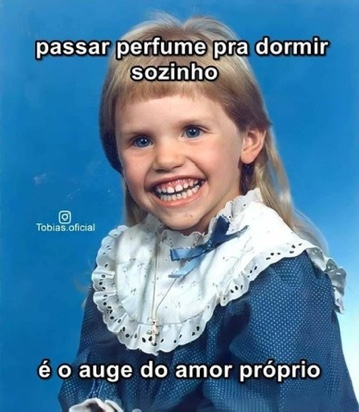 passar perfume pra dormir
sozinho
Tobias.oficial
é o auge do amor próprio